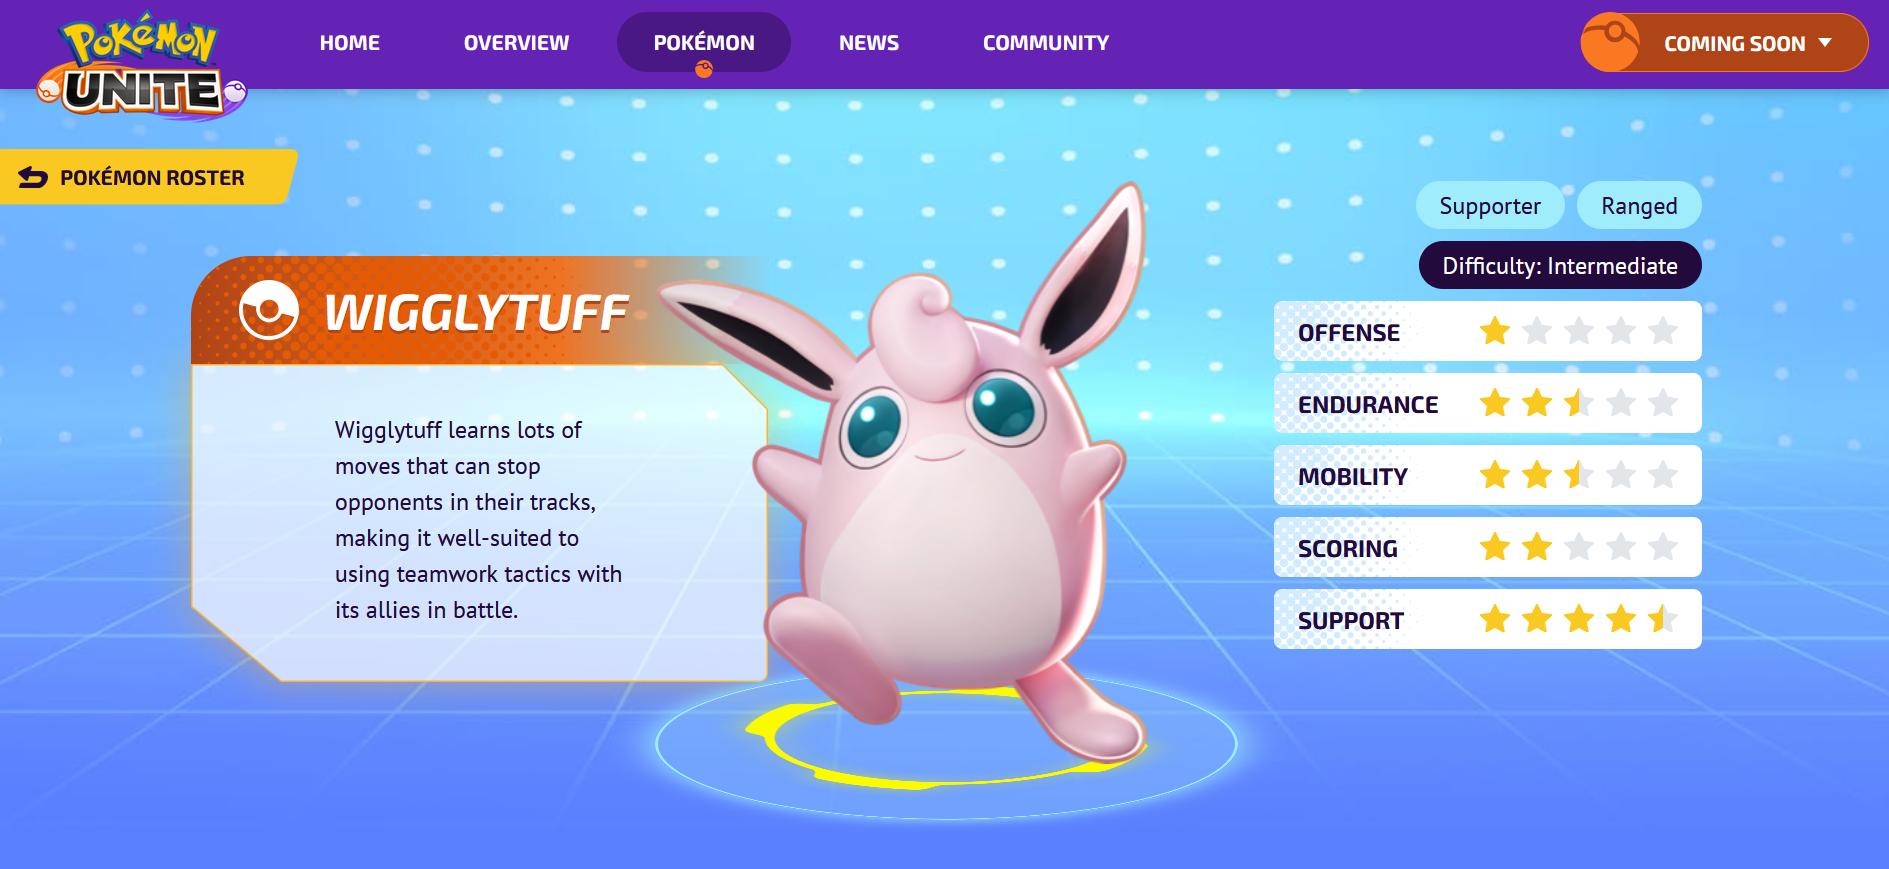 POKÉMON
UNITE
HOME
OVERVIEW
POKÉMON
NEWS
COMMUNITY
COMING SOON
POKÉMON ROSTER
WIGGLYTUFF
Wigglytuff learns lots of
moves that can stop
opponents in their tracks,
making it well-suited to
using teamwork tactics with
its allies in battle.
Supporter
Ranged
Difficulty: Intermediate
OFFENSE
ENDURANCE
MOBILITY
SCORING
SUPPORT